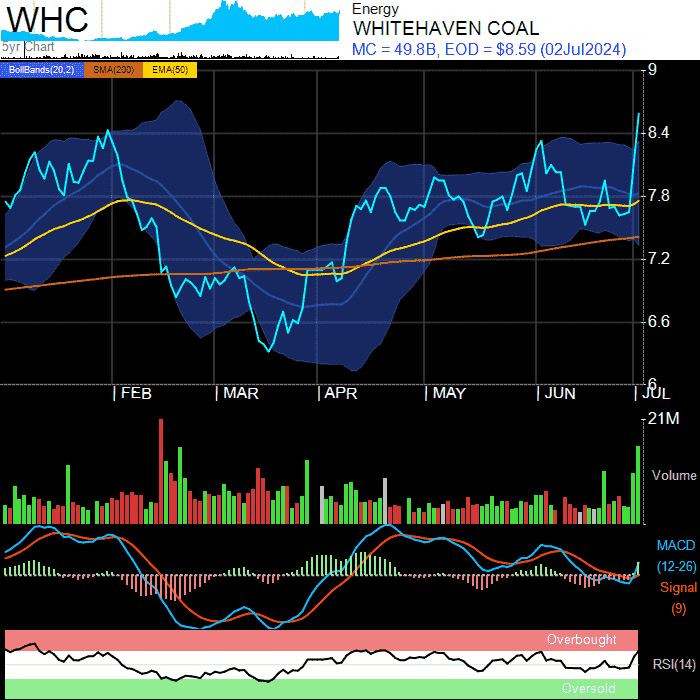 WHC
5yr Chart
Energy
WHITEHAVEN COAL
MC = 49.8B, EOD = $8.59 (02Jul2024)
BollBands(20,2) SMA(200) EMA(50)
9
8.4
7.8
7.2
6.6
6
FEB MAR APR MAY JUN JUL
21M
Volume
MACD
(12-26)
Signal
(9)
Overbought
RSI(14)
Oversold